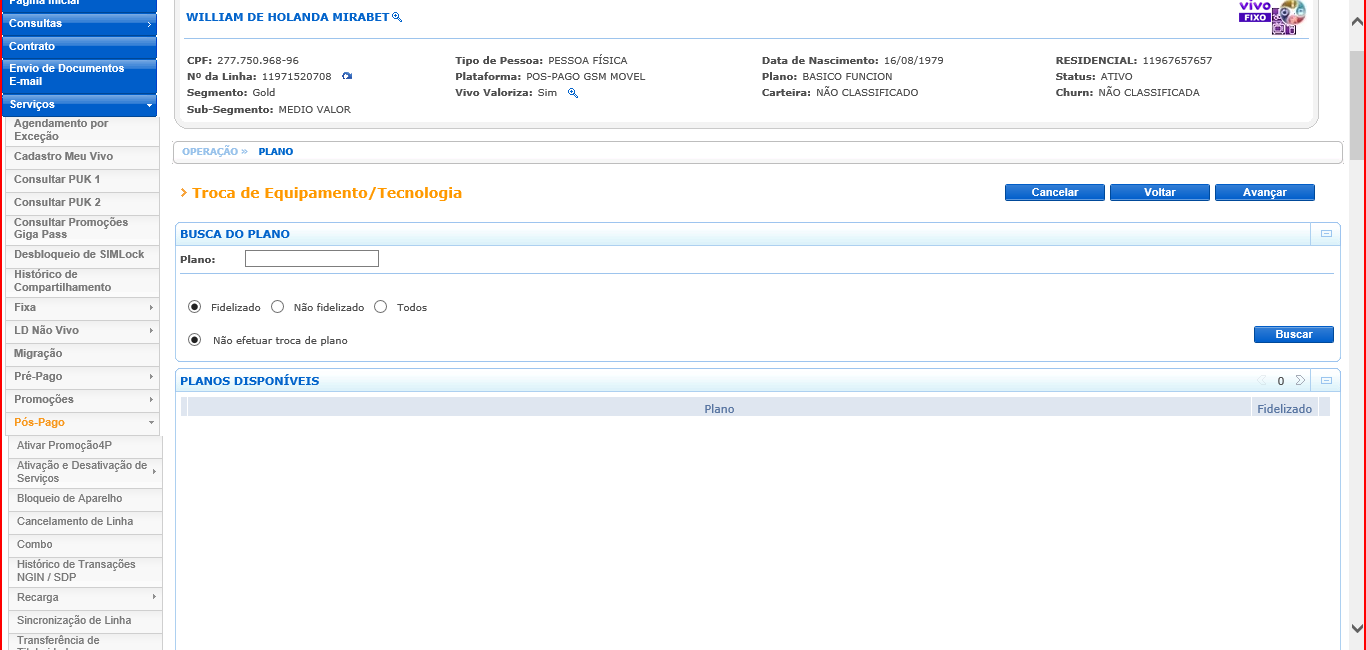 Página Inicial
Consultas
Contrato
Envio de Documentos
E-mail
Serviços
Agendamento por
Exceção
Cadastro Meu Vivo
Consultar PUK 1
Consultar PUK 2
Consultar Promoções
Giga Pass
Desbloqueio de SIMLock
Histórico de
Compartilhamento
Fixa
LD Não Vivo
Migração
Pré-Pago
Promoções
Pós-Pago
Ativar Promoção4P
Ativação e Desativação de
Serviços
Bloqueio de Aparelho
Cancelamento de Linha
Combo
Histórico de Transações
NGIN / SDP
Recarga
Sincronização de Linha
Transferência de
WILLIAM DE HOLANDA MIRABET
vivo
FIXO
CPF: 277.750.968-96 Tipo de Pessoa: PESSOA FÍSICA Data de Nascimento: 16/08/1979 RESIDENCIAL: 11967657657
Nº da Linha: 11971520708 Plataforma: POS-PAGO GSM MOVEL Plano: BASICO FUNCION Status: ATIVO
Segmento: Gold Vivo Valoriza: Sim Carteira: NÃO CLASSIFICADO Churn: NÃO CLASSIFICADA
Sub-Segmento: MEDIO VALOR
OPERAÇÃO » PLANO
Troca de Equipamento/Tecnologia Cancelar Voltar Avançar
BUSCA DO PLANO
Plano:
Fidelizado Não fidelizado Todos
Não efetuar troca de plano
Buscar
PLANOS DISPONÍVEIS 0
Plano Fidelizado